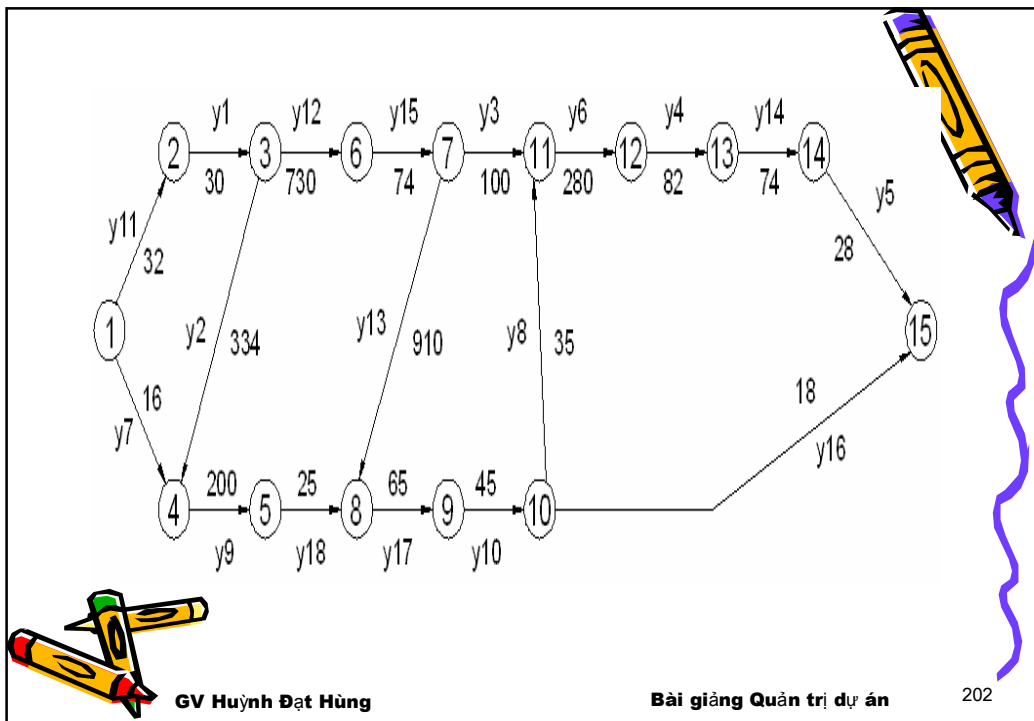 y1 y12 y15 y3 y6 y4 y14
2 3 6 7 11 12 13 14
30 730 74 100 280 82 74
y11 y5
32 28
1 y2 334 y13 910 y8 35 15
16 18
y7 y16
200 25 65 45
4 5 8 9 10
y9 y18 y17 y10
GV Huỳnh Đạt Hùng Bài giảng Quản trị dự án 202